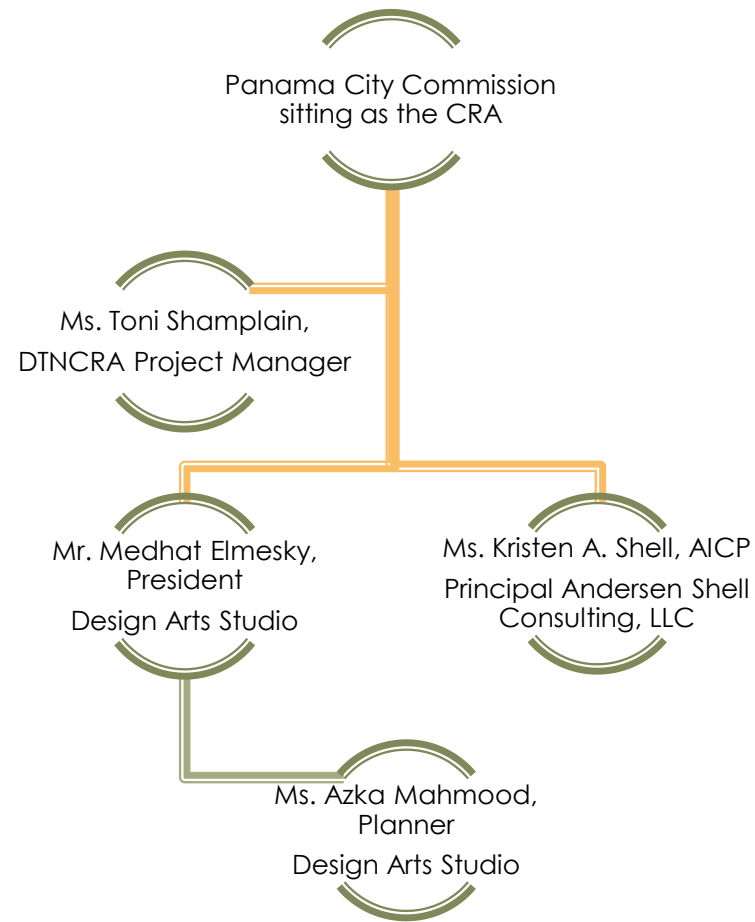 Panama City Commission
sitting as the CRA
Ms. Toni Shamplain,
DTNCRA Project Manager
Mr. Medhat Elmesky,
President
Design Arts Studio
Ms. Kristen A. Shell, AICP
Principal Andersen Shell
Consulting, LLC
Ms. Azka Mahmood,
Planner
Design Arts Studio